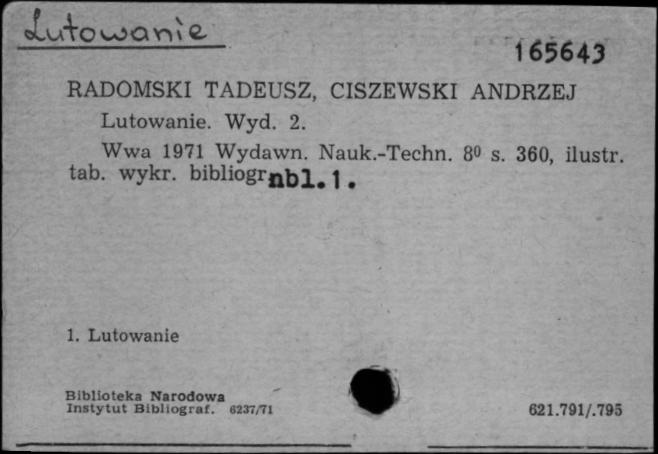 Lutowanie
165643
RADOMSKI TADEUSZ, CISZEWSKI ANDRZEJ
Lutowanie. Wyd. 2.
Wwa 1971 Wydawn. Nauk.-Techn. 8⁰ s. 360, ilustr.
tab. wykr. bibliogr nbl. 1.
1. Lutowanie
Biblioteka Narodowa
Instytut Bibliograf. 6237/71
621.791/.795